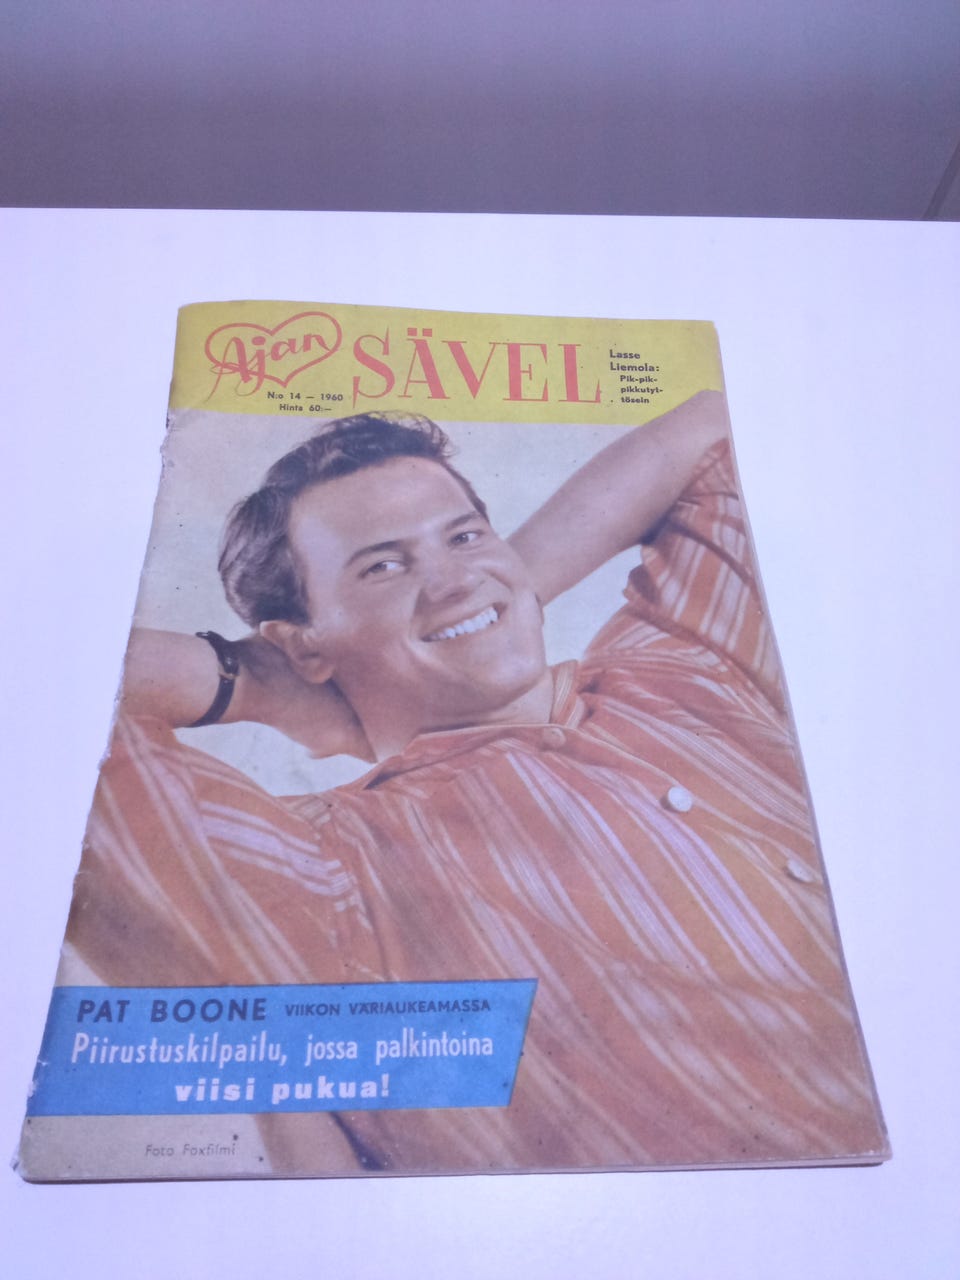 Ajan
SÄVEL
N:o 14 — 1960
Hinta 60:—
Lasse
Liemola:
Pik-pik-
pikkutyt-
tösein
PAT BOONE VIIKON VÄRIAUKEAMASSA
Piirustuskilpailu, jossa palkintoina
viisi pukua!
Foto Foxfilmi